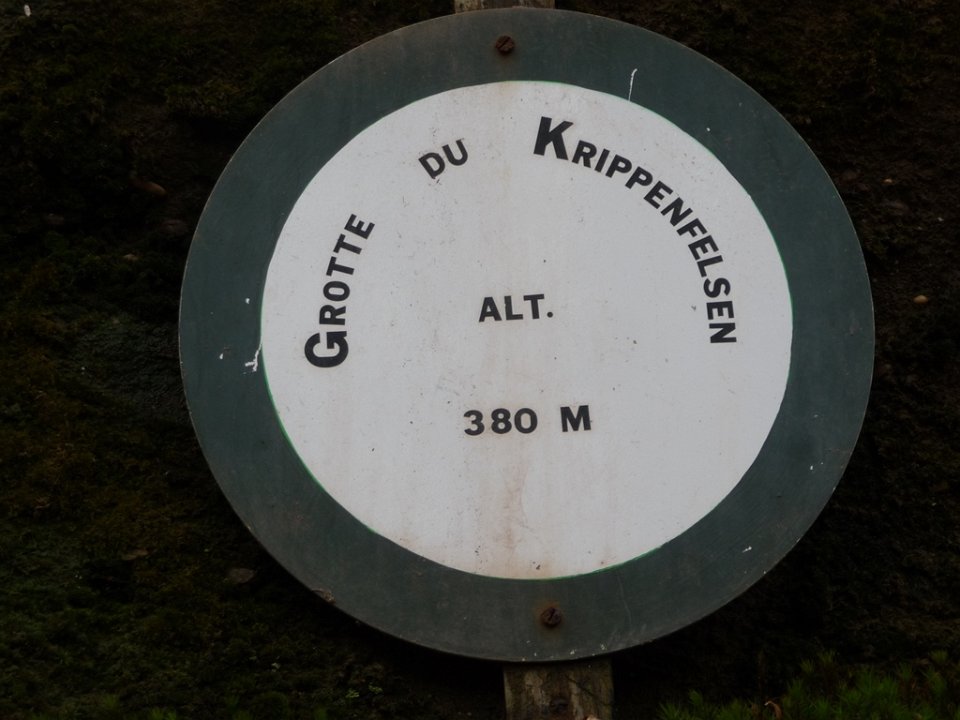 GROTTE DU KRIPPENFELSEN
ALT.
380 M